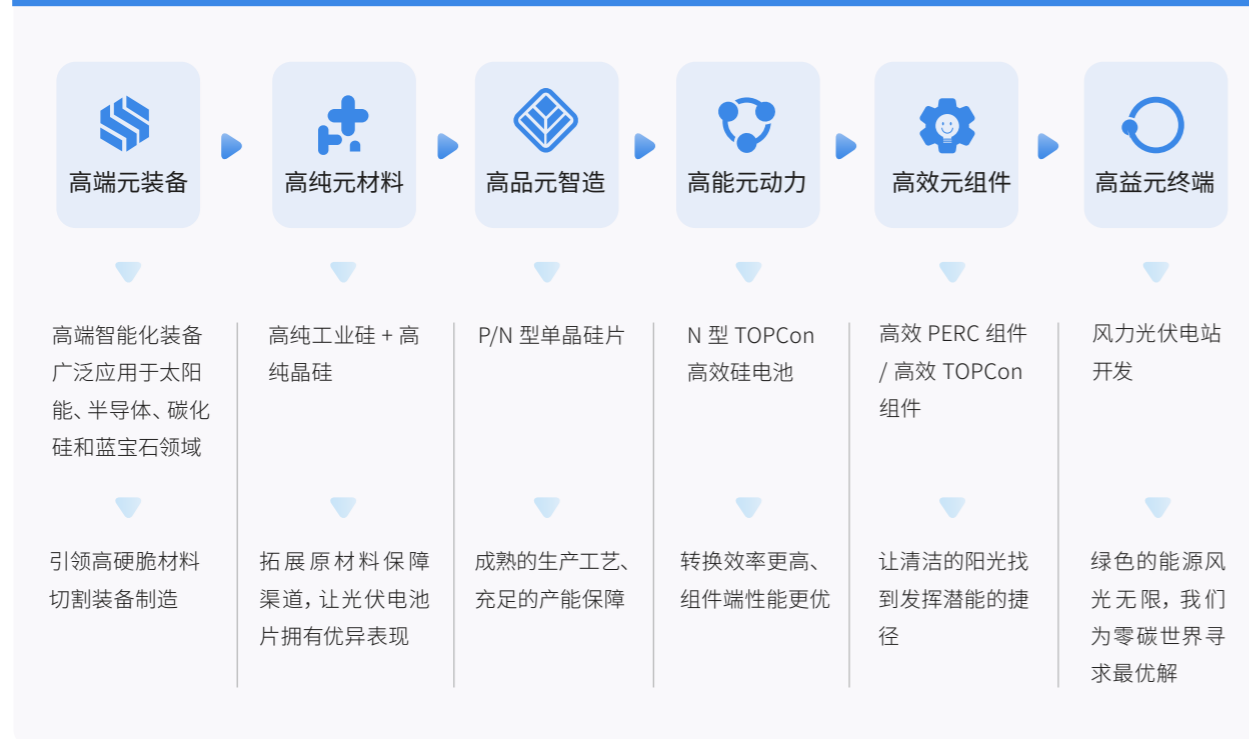 高端元装备
高纯元材料
高品元智造
高能元动力
高效元组件
高益元终端
高端智能化装备
广泛应用于太阳
能、半导体、碳化
硅和蓝宝石领域
高纯工业硅 + 高
纯晶硅
P/N 型单晶硅片
N 型 TOPCon
高效硅电池
高效 PERC 组件
/ 高效 TOPCon
组件
风力光伏电站
开发
引领高硬脆材料
切割装备制造
拓展原材料保障
渠道，让光伏电池
片拥有优异表现
成熟的生产工艺、
充足的产能保障
转换效率更高、
组件端性能更优
让清洁的阳光找
到发挥潜能的捷
径
绿色的能源风
光无限，我们
为零碳世界寻
求最优解